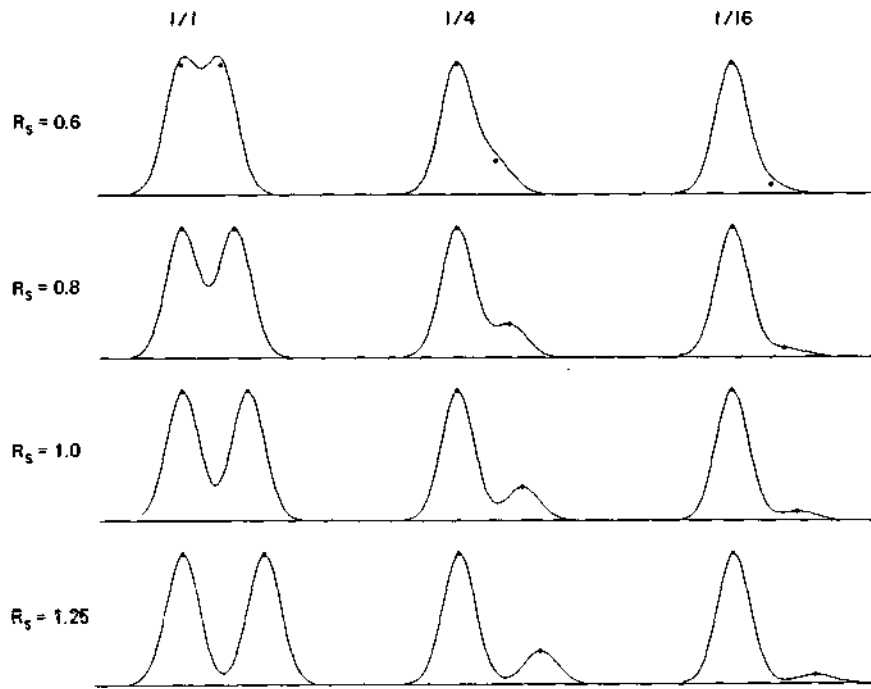 1/1 1/4 1/16
Rs = 0.6
Rs = 0.8
Rs = 1.0
Rs = 1.25